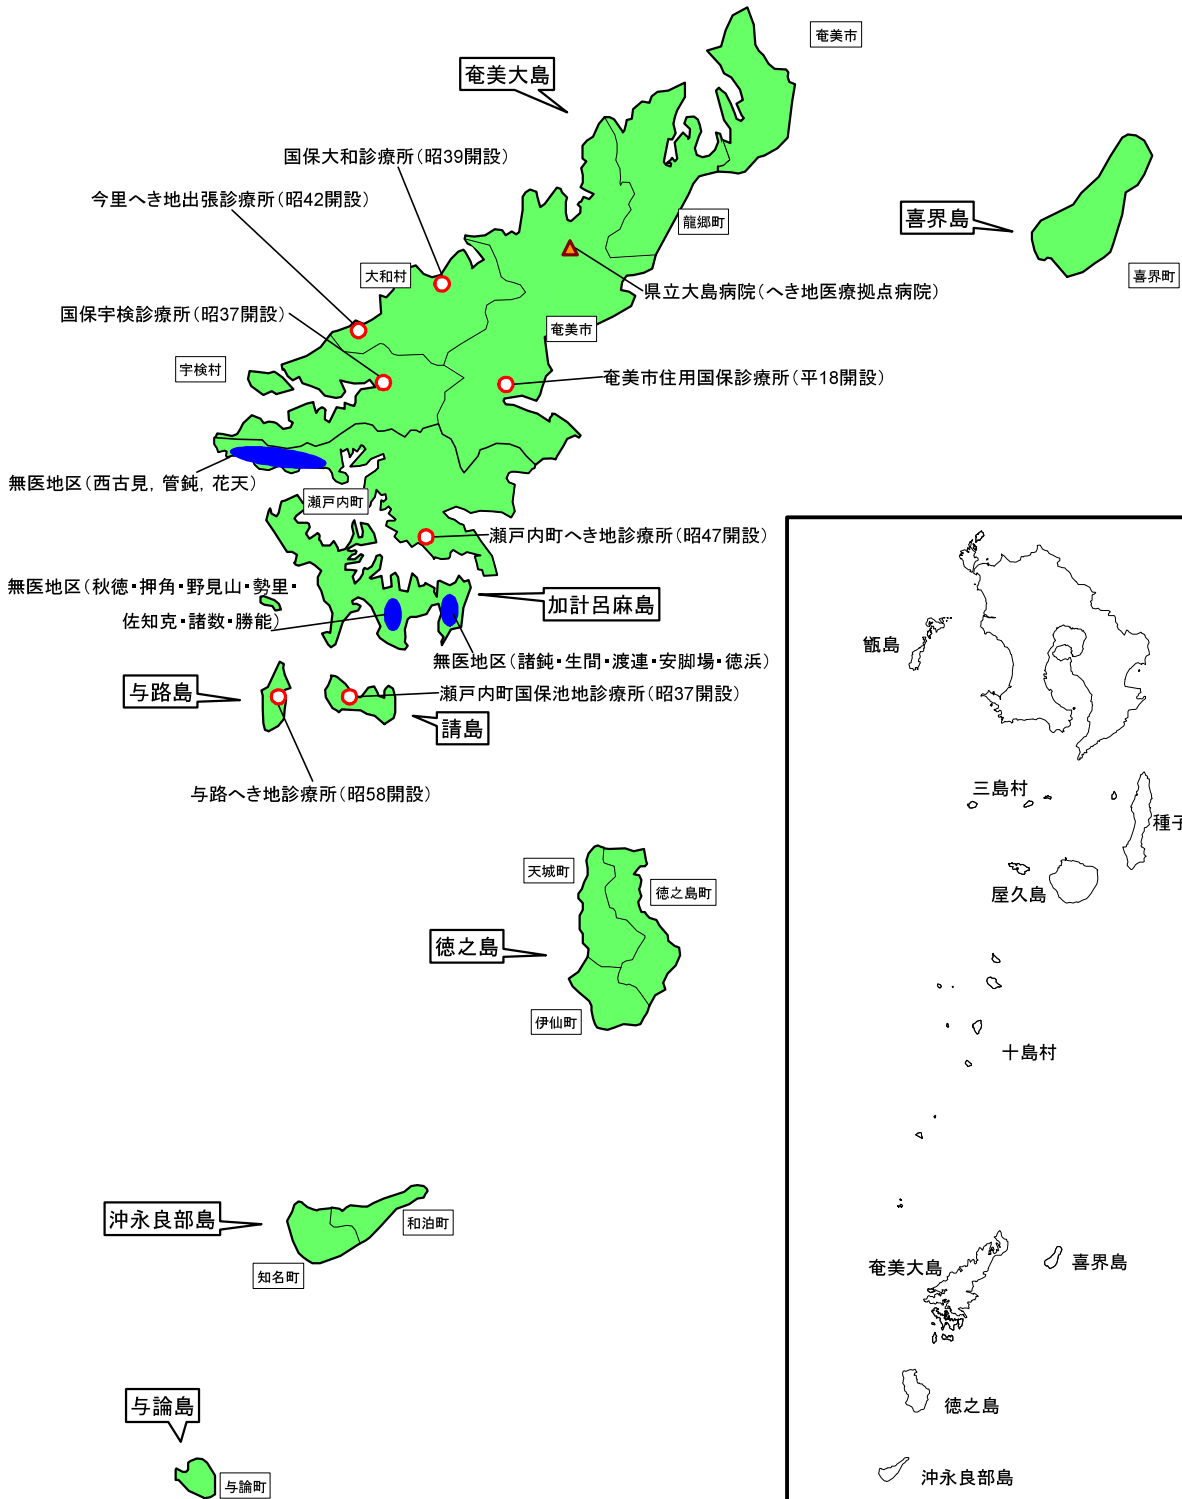 奄美市
奄美大島
国保大和診療所（昭39開設）
今里へき地出張診療所（昭42開設）
喜界島
龍郷町
大和村
喜界町
県立大島病院（へき地医療拠点病院）
国保宇検診療所（昭37開設）
奄美市
宇検村
奄美市住用国保診療所（平18開設）
無医地区（西古見，管鈍，花天）
瀬戸内町
瀬戸内町へき地診療所（昭47開設）
無医地区（秋徳・押角・野見山・勢里・
佐知克・諸数・勝能）
加計呂麻島
無医地区（諸鈍・生間・渡連・安脚場・徳浜）
与路島
瀬戸内町国保池地診療所（昭37開設）
請島
与路へき地診療所（昭58開設）
天城町
徳之島町
徳之島
伊仙町
沖永良部島
和泊町
知名町
与論島
与論町
甑島
三島村
種子
屋久島
十島村
奄美大島
喜界島
徳之島
沖永良部島